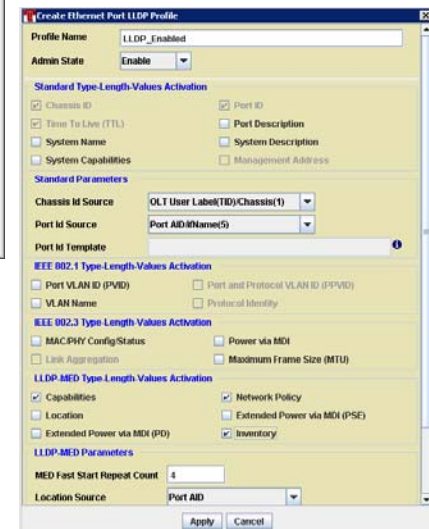 Create Ethernet Port LLDP Profile
Profile Name LLDP_Enabled
Admin State Enable
Standard Type-Length-Values Activation
Chassis ID Port ID
Time To Live (TTL) Port Description
System Name System Description
System Capabilities Management Address
Standard Parameters
Chassis Id Source OLT User Label(TID)/Chassis(1)
Port Id Source Port AID/ifName(5)
Port Id Template
IEEE 802.1 Type-Length-Values Activation
Port VLAN ID (PVID) Port and Protocol VLAN ID (PPVID)
VLAN Name Protocol Identity
IEEE 802.3 Type-Length-Values Activation
MAC/PHY Config/Status Power via MDI
Link Aggregation Maximum Frame Size (MTU)
LLDP-MED Type-Length-Values Activation
Capabilities Network Policy
Location Extended Power via MDI (PSE)
Extended Power via MDI (PD) Inventory
LLDP-MED Parameters
MED Fast Start Repeat Count 4
Location Source Port AID
Apply Cancel